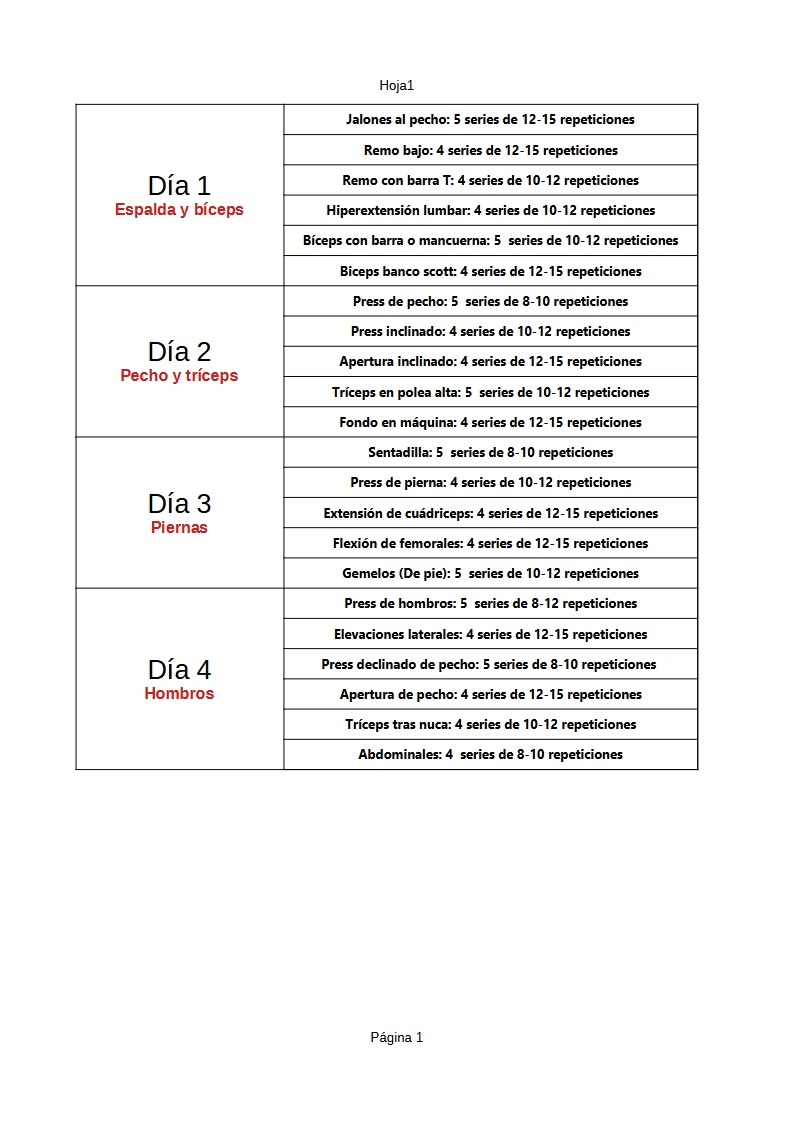 Hoja1
Día 1
Espalda y bíceps
Jalones al pecho: 5 series de 12-15 repeticiones
Remo bajo: 4 series de 12-15 repeticiones
Remo con barra T: 4 series de 10-12 repeticiones
Hiperextensión lumbar: 4 series de 10-12 repeticiones
Bíceps con barra o mancuerna: 5  series de 10-12 repeticiones
Biceps banco scott: 4 series de 12-15 repeticiones
Día 2
Pecho y tríceps
Press de pecho: 5  series de 8-10 repeticiones
Press inclinado: 4 series de 10-12 repeticiones
Apertura inclinado: 4 series de 12-15 repeticiones
Tríceps en polea alta: 5  series de 10-12 repeticiones
Fondo en máquina: 4 series de 12-15 repeticiones
Día 3
Piernas
Sentadilla: 5  series de 8-10 repeticiones
Press de pierna: 4 series de 10-12 repeticiones
Extensión de cuádriceps: 4 series de 12-15 repeticiones
Flexión de femorales: 4 series de 12-15 repeticiones
Gemelos (De pie): 5  series de 10-12 repeticiones
Día 4
Hombros
Press de hombros: 5  series de 8-12 repeticiones
Elevaciones laterales: 4 series de 12-15 repeticiones
Press declinado de pecho: 5 series de 8-10 repeticiones
Apertura de pecho: 4 series de 12-15 repeticiones
Tríceps tras nuca: 4 series de 10-12 repeticiones
Abdominales: 4  series de 8-10 repeticiones
Página 1